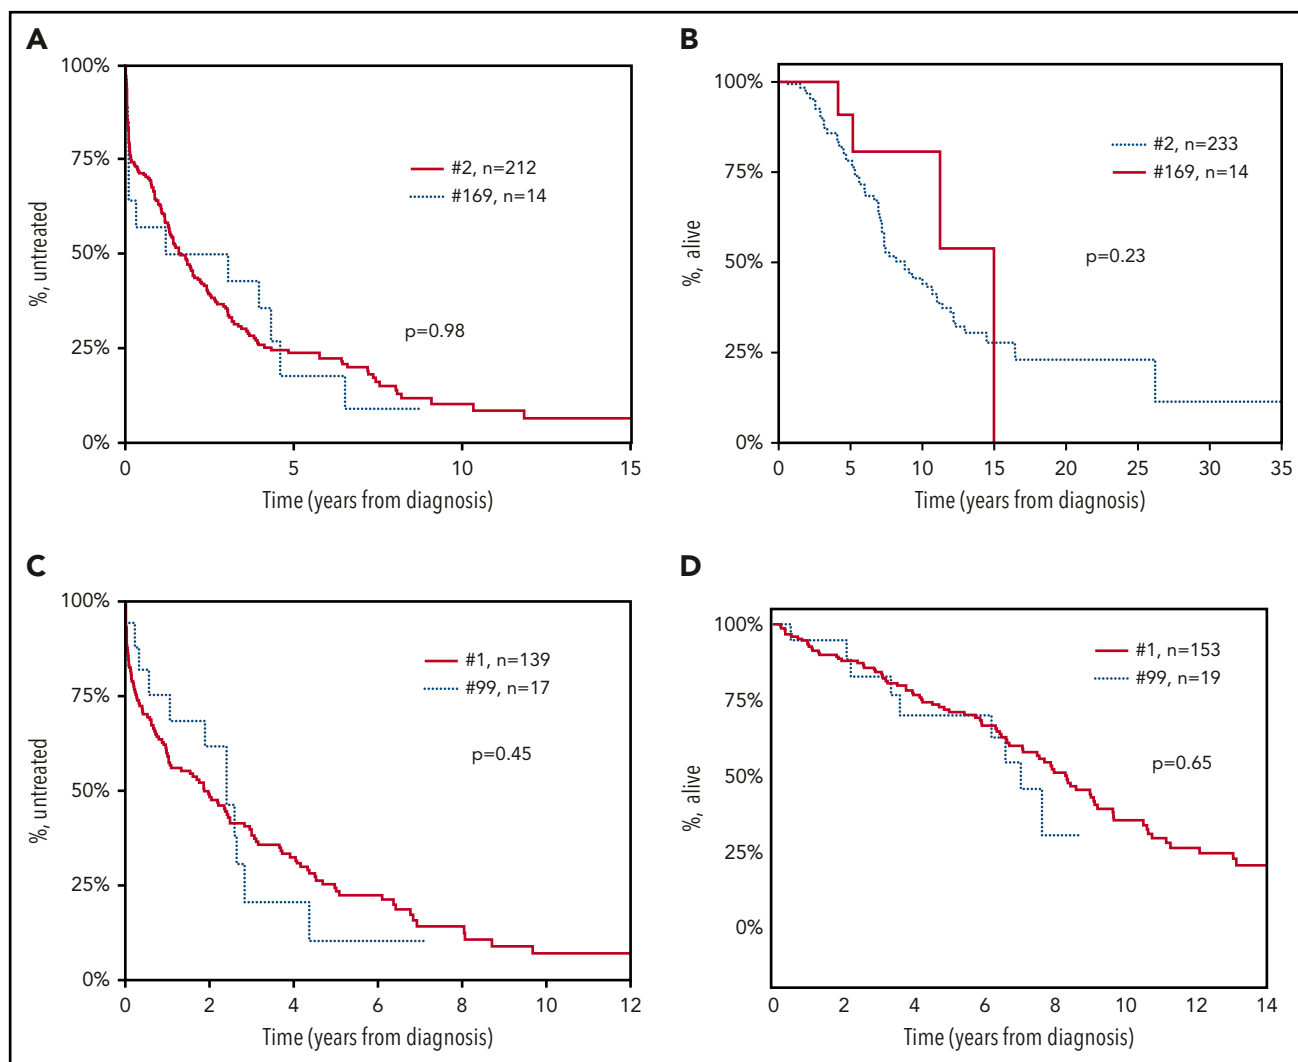 A
100%
75%
50%
25%
0%
%, untreated
#2, n=212
#169, n=14
p=0.98
0 5 10 15
Time (years from diagnosis)
B
100%
75%
50%
25%
0%
%, alive
#2, n=233
#169, n=14
p=0.23
0 5 10 15 20 25 30 35
Time (years from diagnosis)
C
100%
75%
50%
25%
0%
%, untreated
#1, n=139
#99, n=17
p=0.45
0 2 4 6 8 10 12
Time (years from diagnosis)
D
100%
75%
50%
25%
0%
%, alive
#1, n=153
#99, n=19
p=0.65
0 2 4 6 8 10 12 14
Time (years from diagnosis)